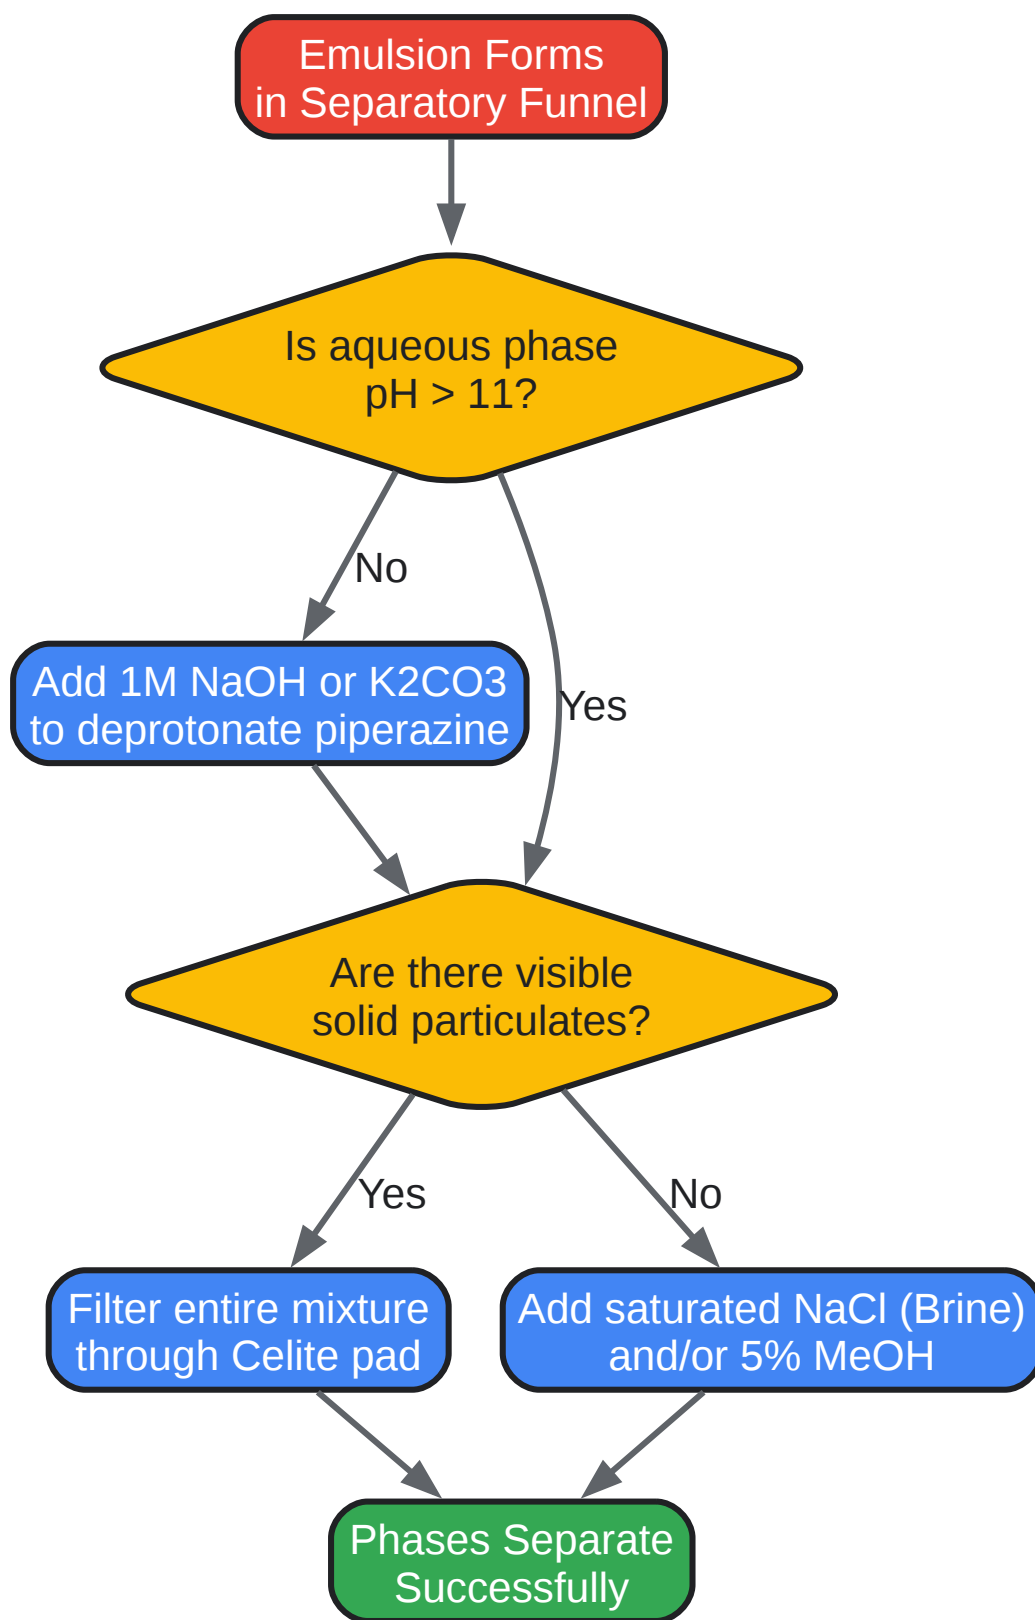 Emulsion Forms
in Separatory Funnel
Is aqueous phase
pH > 11?
No
Add 1M NaOH or K2CO3
to deprotonate piperazine
Yes
Are there visible
solid particulates?
Yes
No
Filter entire mixture
through Celite pad
Add saturated NaCl (Brine)
and/or 5% MeOH
Phases Separate
Successfully